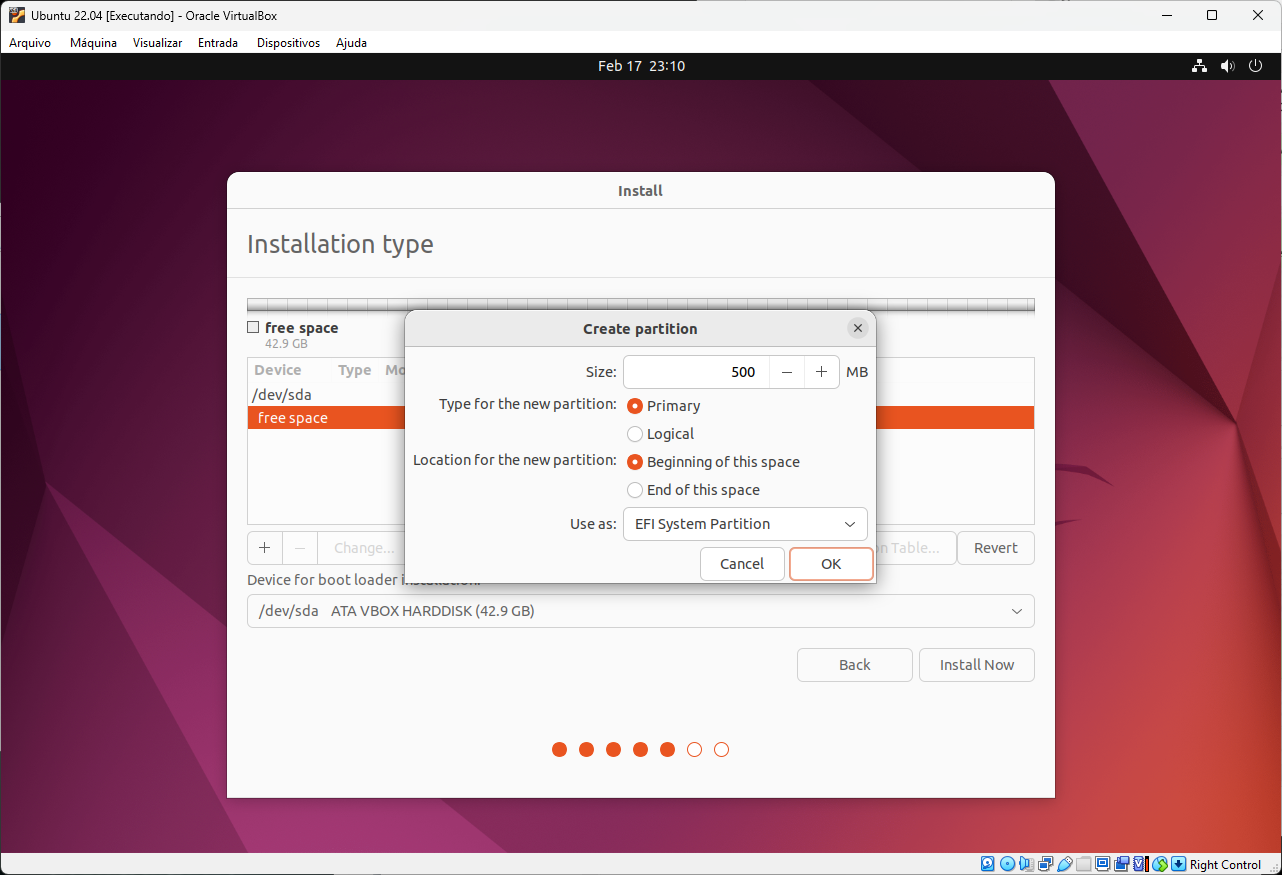 Ubuntu 22.04 [Executando] - Oracle VirtualBox
Arquivo Máquina Visualizar Entrada Dispositivos Ajuda
Feb 17 23:10
Install
Installation type
free space
42.9 GB
Create partition
Size: 500 MB
Type for the new partition: Primary
Logical
Location for the new partition: Beginning of this space
End of this space
Use as: EFI System Partition
Cancel OK
Device Type
/dev/sda
free space
+ − Change... Table... Revert
Device for boot loader installation:
/dev/sda ATA VBOX HARDDISK (42.9 GB)
Back Install Now
Right Control